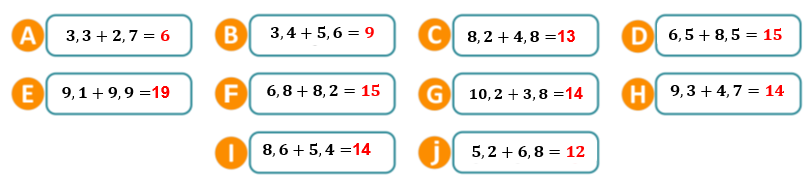 A 3,3 + 2,7 = 6 B 3,4 + 5,6 = 9 C 8,2 + 4,8 =13 D 6,5 + 8,5 = 15
E 9,1 + 9,9 =19 F 6,8 + 8,2 = 15 G 10,2 + 3,8 =14 H 9,3 + 4,7 = 14
I 8,6 + 5,4 =14 j 5,2 + 6,8 = 12